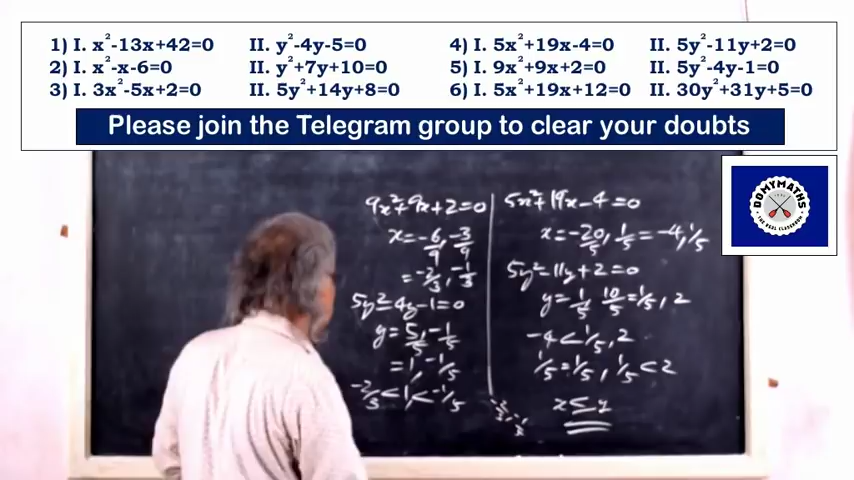 1) I. x²-13x+42=0 II. y²-4y-5=0 4) I. 5x²+19x-4=0 II. 5y²-11y+2=0
2) I. x²-x-6=0 II. y²+7y+10=0 5) I. 9x²+9x+2=0 II. 5y²-4y-1=0
3) I. 3x²-5x+2=0 II. 5y²+14y+8=0 6) I. 5x²+19x+12=0 II. 30y²+31y+5=0
Please join the Telegram group to clear your doubts
DOMYMATHS
THE REAL CLASSROOM
9x²+9x+2=0
x=-6/9, -3/9
=-2/3, -1/3
5y²-4y-1=0
y=5/5, -1/5
=1, -1/5
-2/3<1,<-1/5
5x²+19x-4=0
x=-20/5, 1/5=-4, 1/5
5y²-11y+2=0
y=1/5, 10/5=1/5, 2
-4<1/5, 2
1/5=1/5, 1/5<2
x≤y